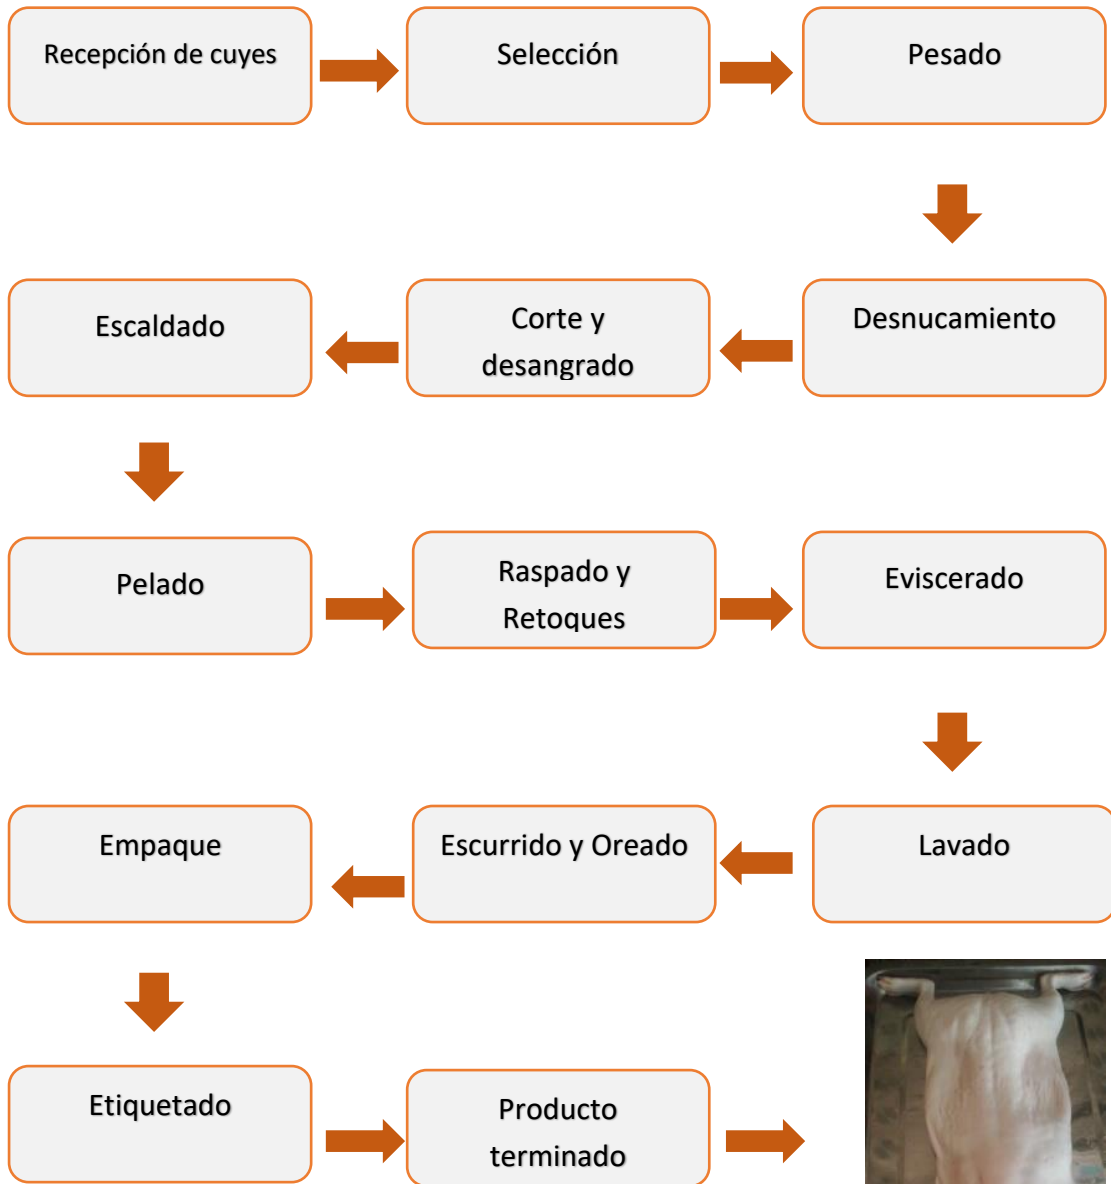 Recepción de cuyes
Selección
Pesado
Desnucamiento
Corte y
desangrado
Escaldado
Pelado
Raspado y
Retoques
Eviscerado
Lavado
Escurrido y Oreado
Empaque
Etiquetado
Producto
terminado